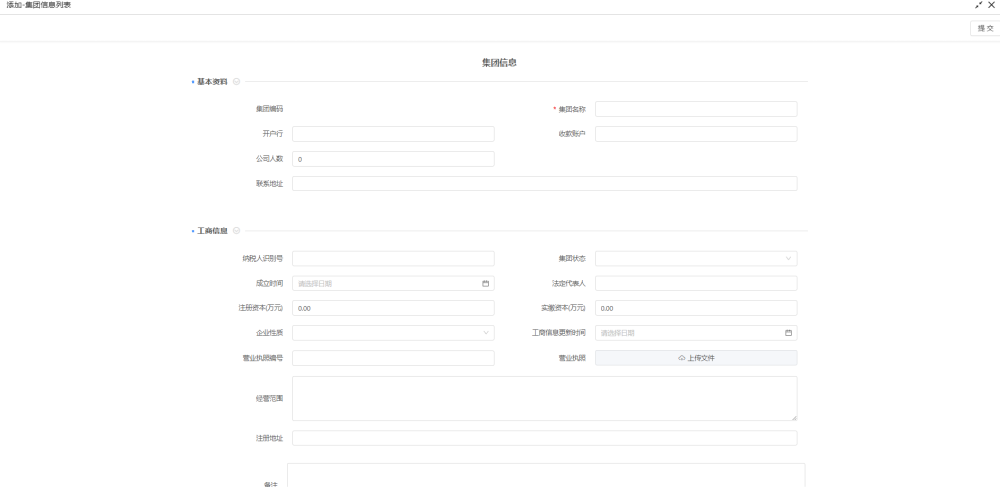 添加-集团信息列表
提 交
集团信息
基本资料
集团编码
* 集团名称
开户行
收款账户
公司人数 0
联系地址
工商信息
纳税人识别号
集团状态
成立时间 请选择日期
法定代表人
注册资本(万元) 0.00
实缴资本(万元) 0.00
企业性质
工商信息更新时间 请选择日期
营业执照编号
营业执照 上传文件
经营范围
注册地址
备注